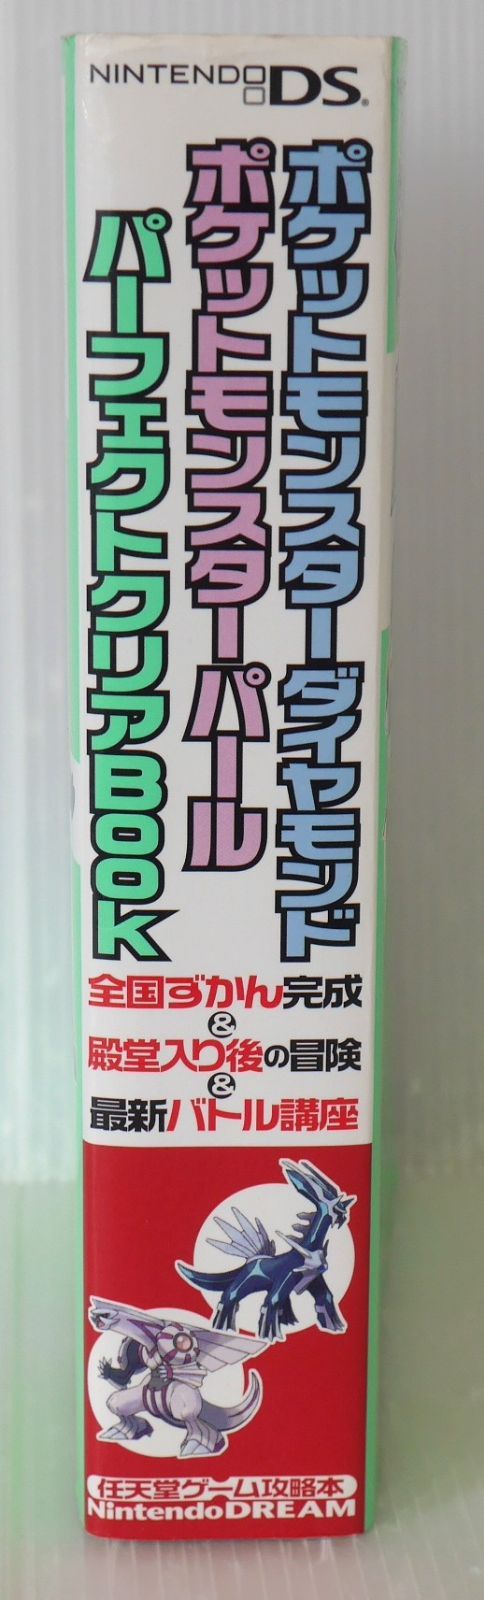 NINTENDO DS®
ポケットモンスターダイヤモンド
ポケットモンスターパール
パーフェクトクリアBOOK
全国ずかん完成
&
殿堂入り後の冒険
&
最新バトル講座
任天堂ゲーム攻略本
Nintendo DREAM